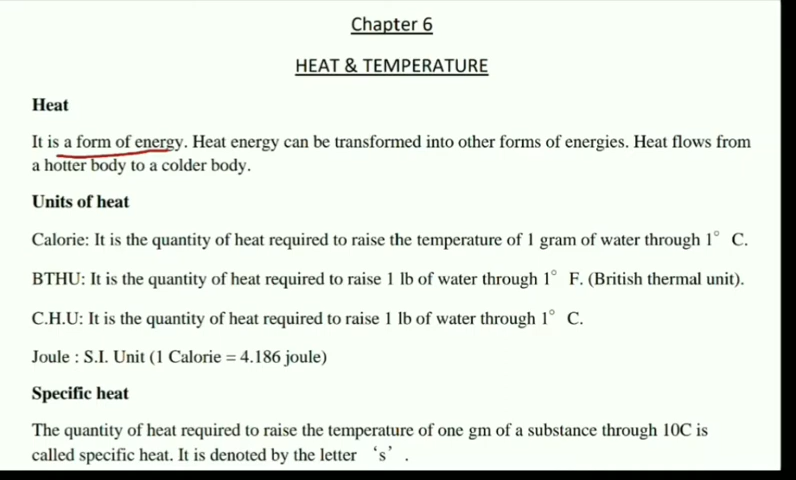 Chapter 6
HEAT & TEMPERATURE
Heat
It is a form of energy. Heat energy can be transformed into other forms of energies. Heat flows from
a hotter body to a colder body.
Units of heat
Calorie: It is the quantity of heat required to raise the temperature of 1 gram of water through 1° C.
BTHU: It is the quantity of heat required to raise 1 lb of water through 1° F. (British thermal unit).
C.H.U: It is the quantity of heat required to raise 1 lb of water through 1° C.
Joule : S.I. Unit (1 Calorie = 4.186 joule)
Specific heat
The quantity of heat required to raise the temperature of one gm of a substance through 10C is
called specific heat. It is denoted by the letter ‘s’ .